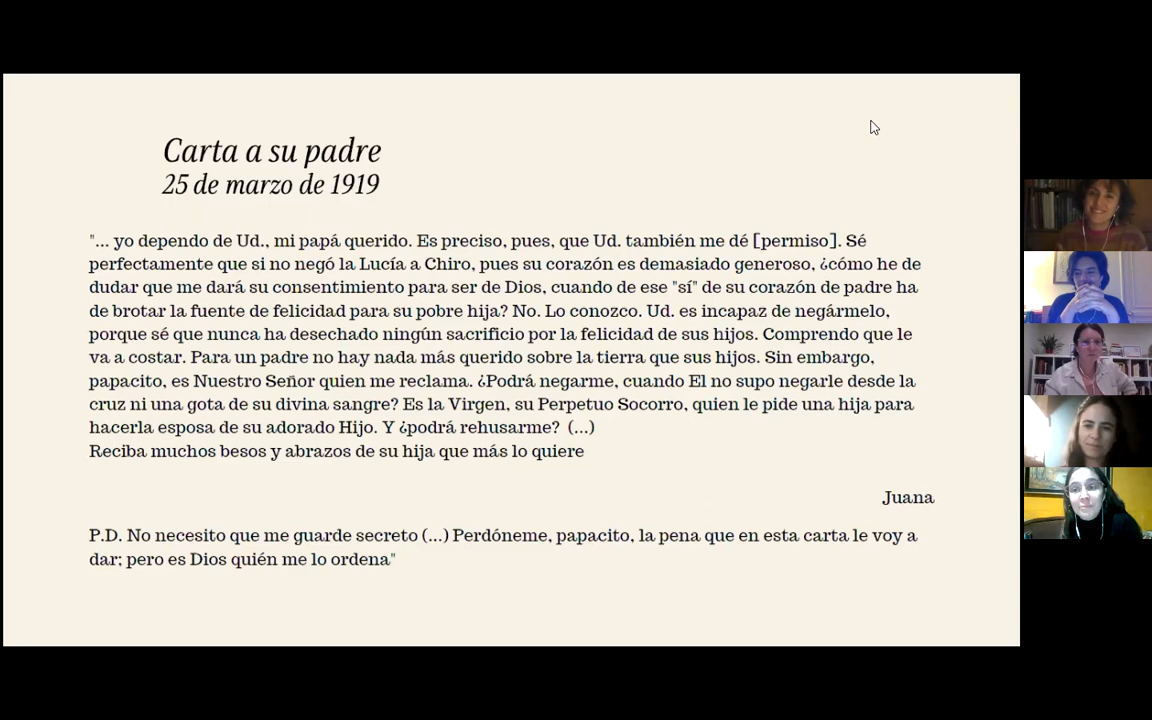 Carta a su padre
25 de marzo de 1919
"... yo dependo de Ud., mi papá querido. Es preciso, pues, que Ud. también me dé [permiso]. Sé
perfectamente que si no negó la Lucía a Chiro, pues su corazón es demasiado generoso, ¿cómo he de
dudar que me dará su consentimiento para ser de Dios, cuando de ese "sí" de su corazón de padre ha
de brotar la fuente de felicidad para su pobre hija? No. Lo conozco. Ud. es incapaz de negármelo,
porque sé que nunca ha desechado ningún sacrificio por la felicidad de sus hijos. Comprendo que le
va a costar. Para un padre no hay nada más querido sobre la tierra que sus hijos. Sin embargo,
papacito, es Nuestro Señor quien me reclama. ¿Podrá negarme, cuando El no supo negarle desde la
cruz ni una gota de su divina sangre? Es la Virgen, su Perpetuo Socorro, quien le pide una hija para
hacerla esposa de su adorado Hijo. Y ¿podrá rehusarme? (...)
Reciba muchos besos y abrazos de su hija que más lo quiere
Juana
P.D. No necesito que me guarde secreto (...) Perdóneme, papacito, la pena que en esta carta le voy a
dar; pero es Dios quién me lo ordena"